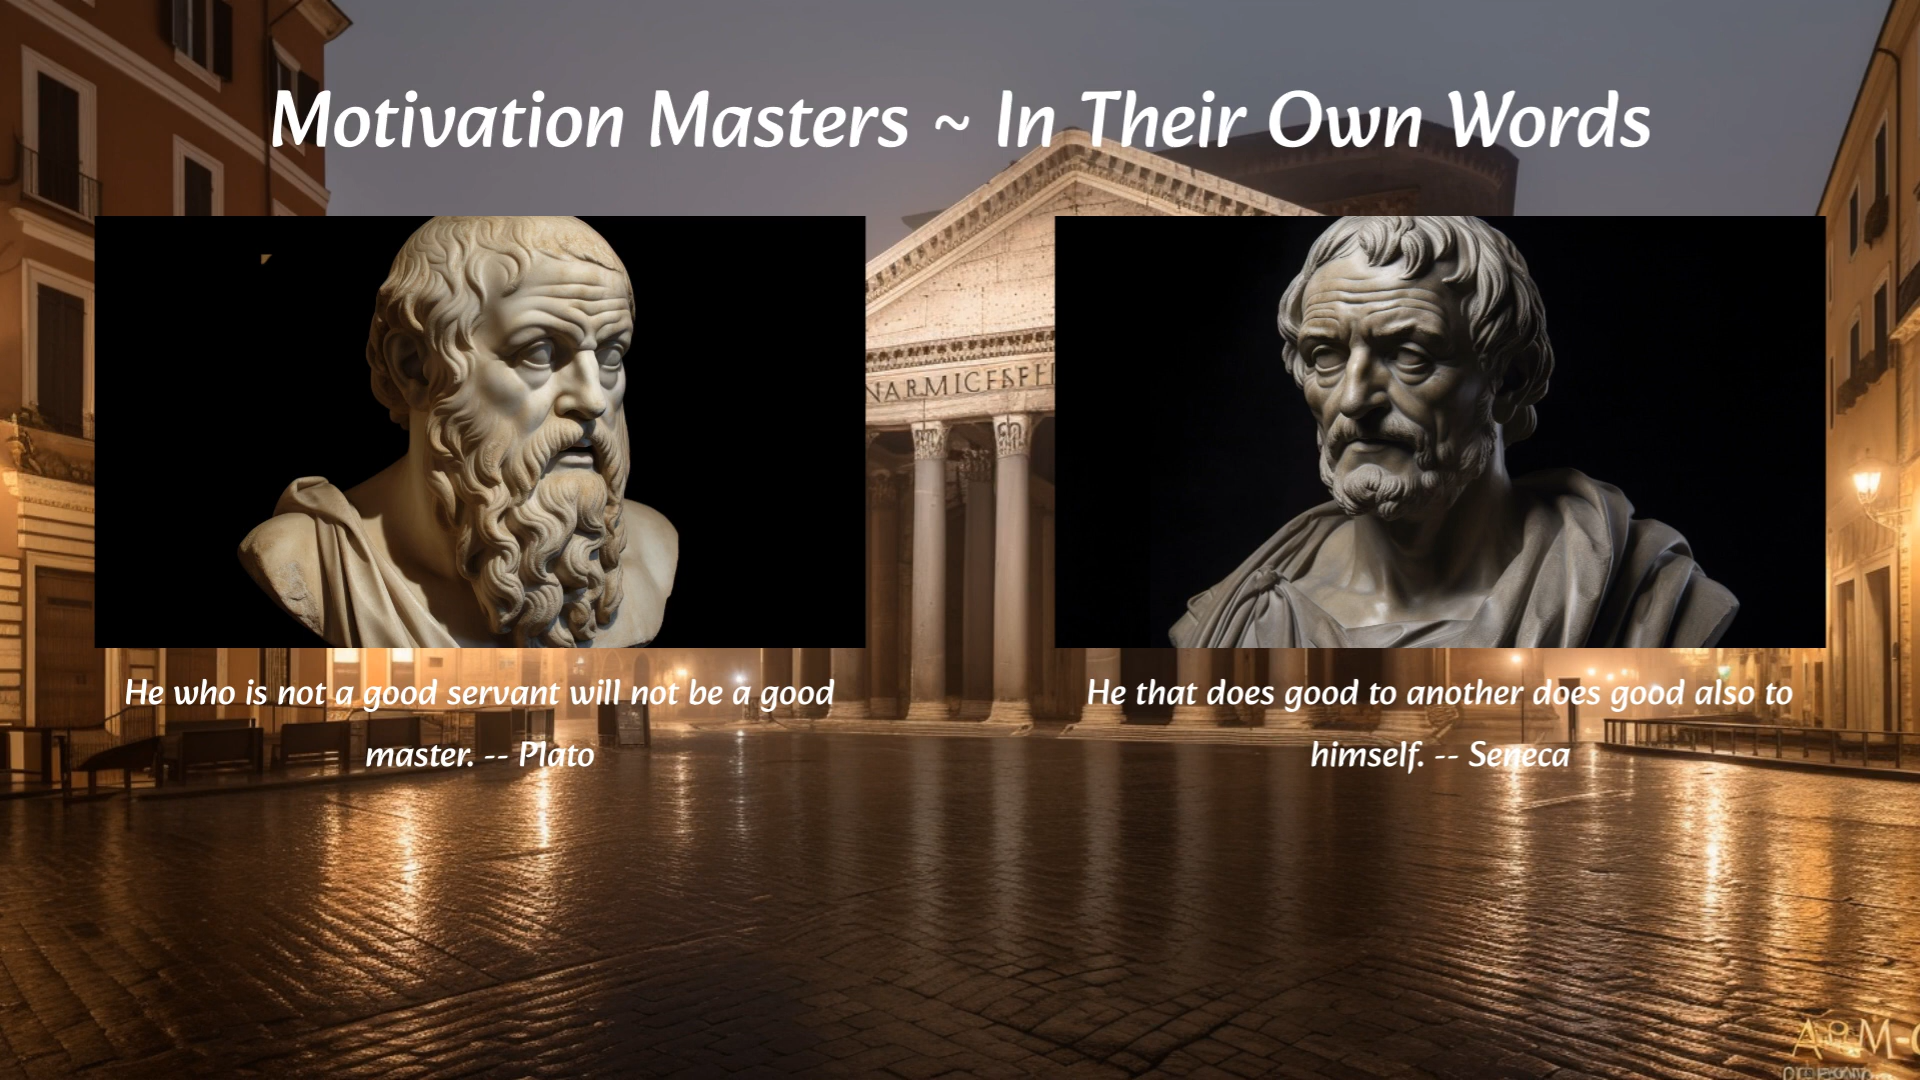 Motivation Masters ~ In Their Own Words
He who is not a good servant will not be a good
master. -- Plato
He that does good to another does good also to
himself. -- Seneca